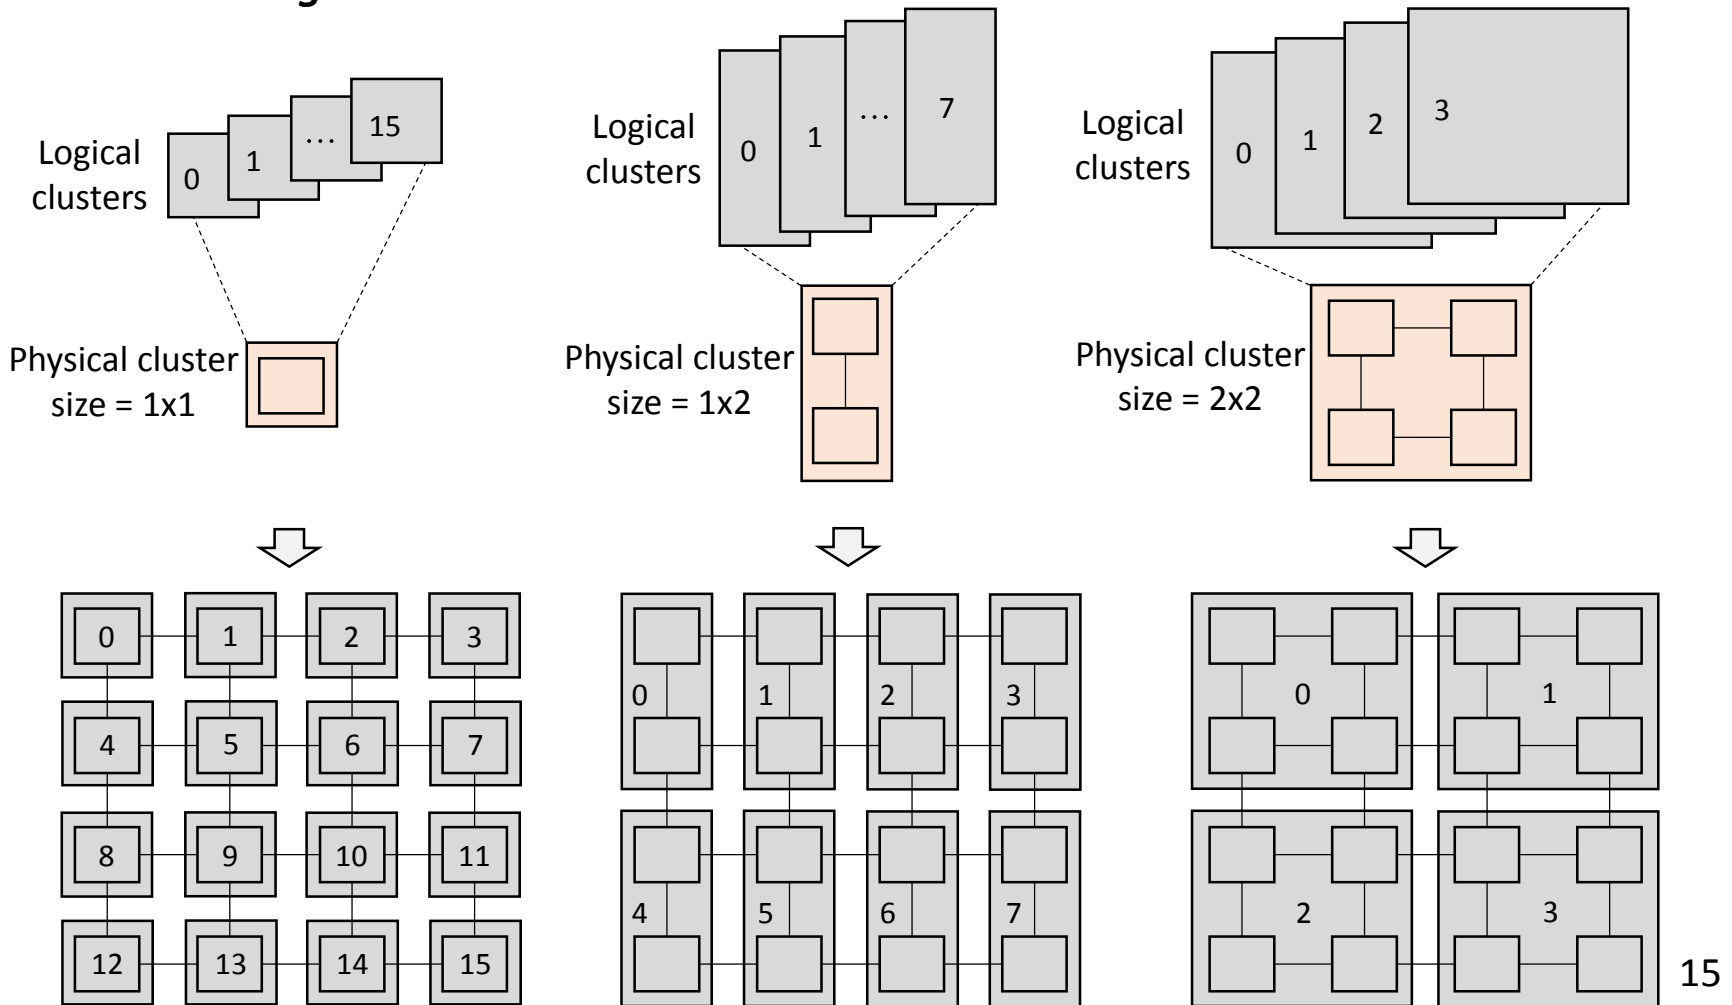 Logical
clusters
0
1
...
15
Logical
clusters
0
1
...
7
Logical
clusters
0
1
2
3
Physical cluster
size = 1x1
Physical cluster
size = 1x2
Physical cluster
size = 2x2
0 1 2 3
4 5 6 7
8 9 10 11
12 13 14 15
0 1 2 3
4 5 6 7
0 1
2 3
15